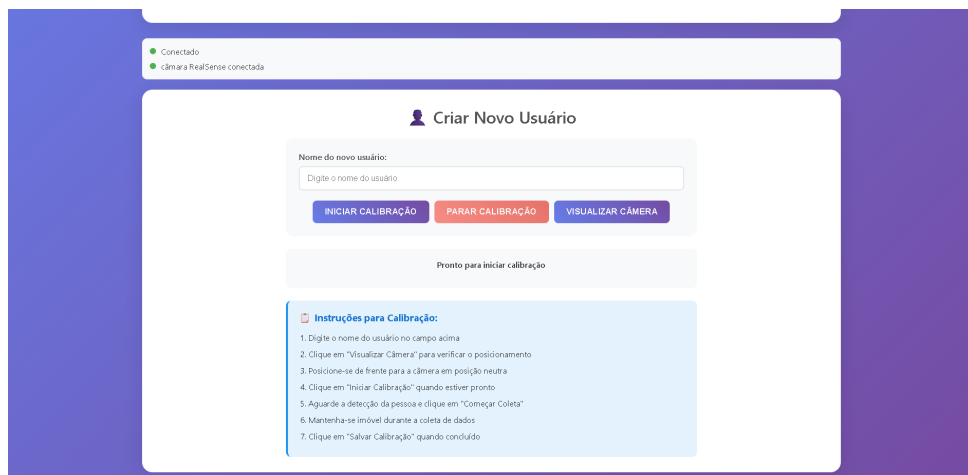 Conectado
câmara RealSense conectada
Criar Novo Usuário
Nome do novo usuário:
Digite o nome do usuário
INICIAR CALIBRAÇÃO PARAR CALIBRAÇÃO VISUALIZAR CÂMERA
Pronto para iniciar calibração
Instruções para Calibração:
1. Digite o nome do usuário no campo acima
2. Clique em "Visualizar Câmera" para verificar o posicionamento
3. Posicione-se de frente para a câmera em posição neutra
4. Clique em "Iniciar Calibração" quando estiver pronto
5. Aguarde a detecção da pessoa e clique em "Começar Coleta"
6. Mantenha-se imóvel durante a coleta de dados
7. Clique em "Salvar Calibração" quando concluído